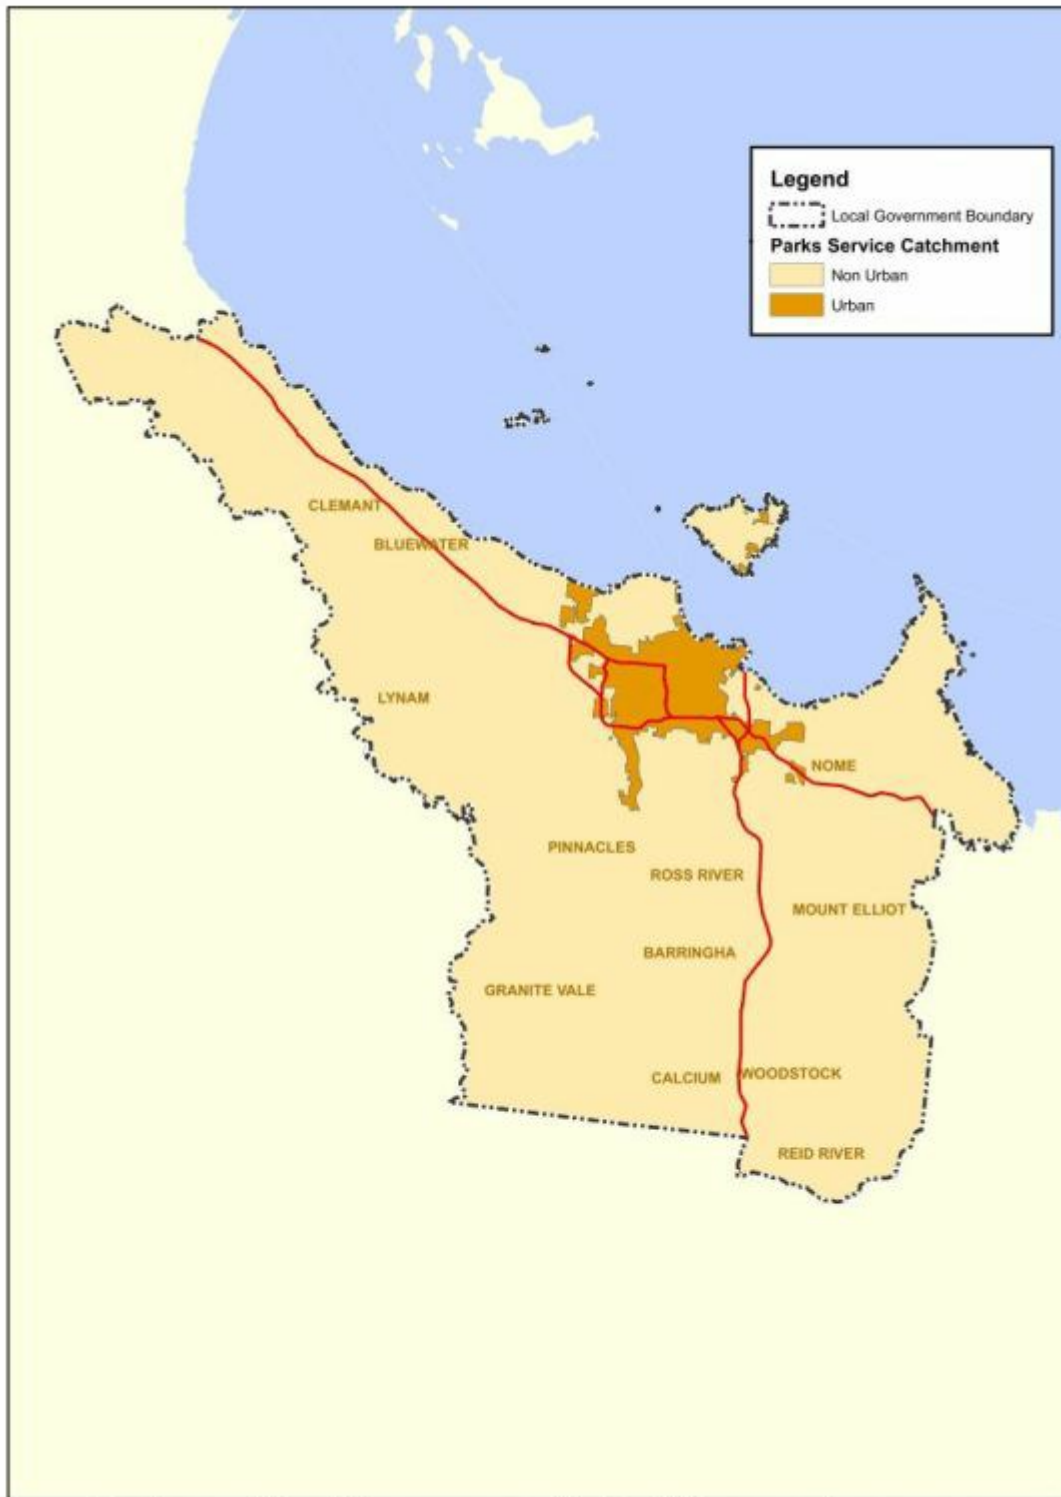 Legend
Local Government Boundary
Parks Service Catchment
Non Urban
Urban
CLEMANT
BLUEWATER
LYNAM
NOME
PINNACLES
ROSS RIVER
MOUNT ELLIOT
BARRINGHA
GRANITE VALE
CALCIUM
WOODSTOCK
REID RIVER